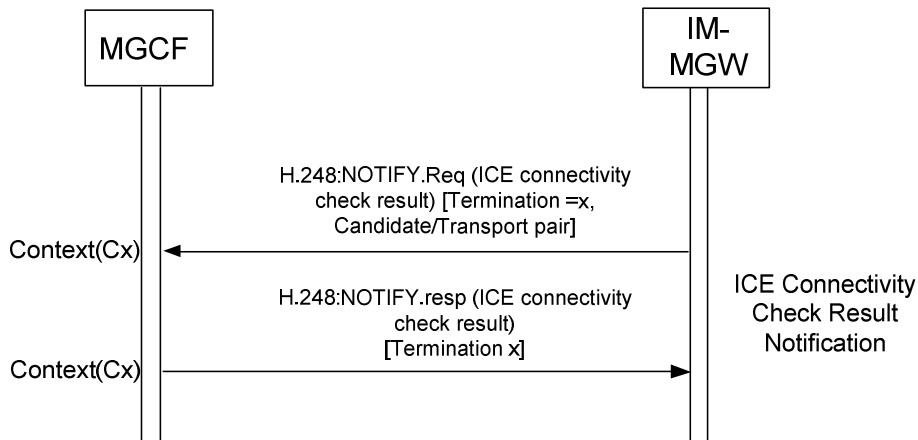 MGCF
IM-
MGW
H.248:NOTIFY.Req (ICE connectivity
check result) [Termination =x,
Candidate/Transport pair]
Context(Cx)
H.248:NOTIFY.resp (ICE connectivity
check result)
[Termination x]
Context(Cx)
ICE Connectivity
Check Result
Notification